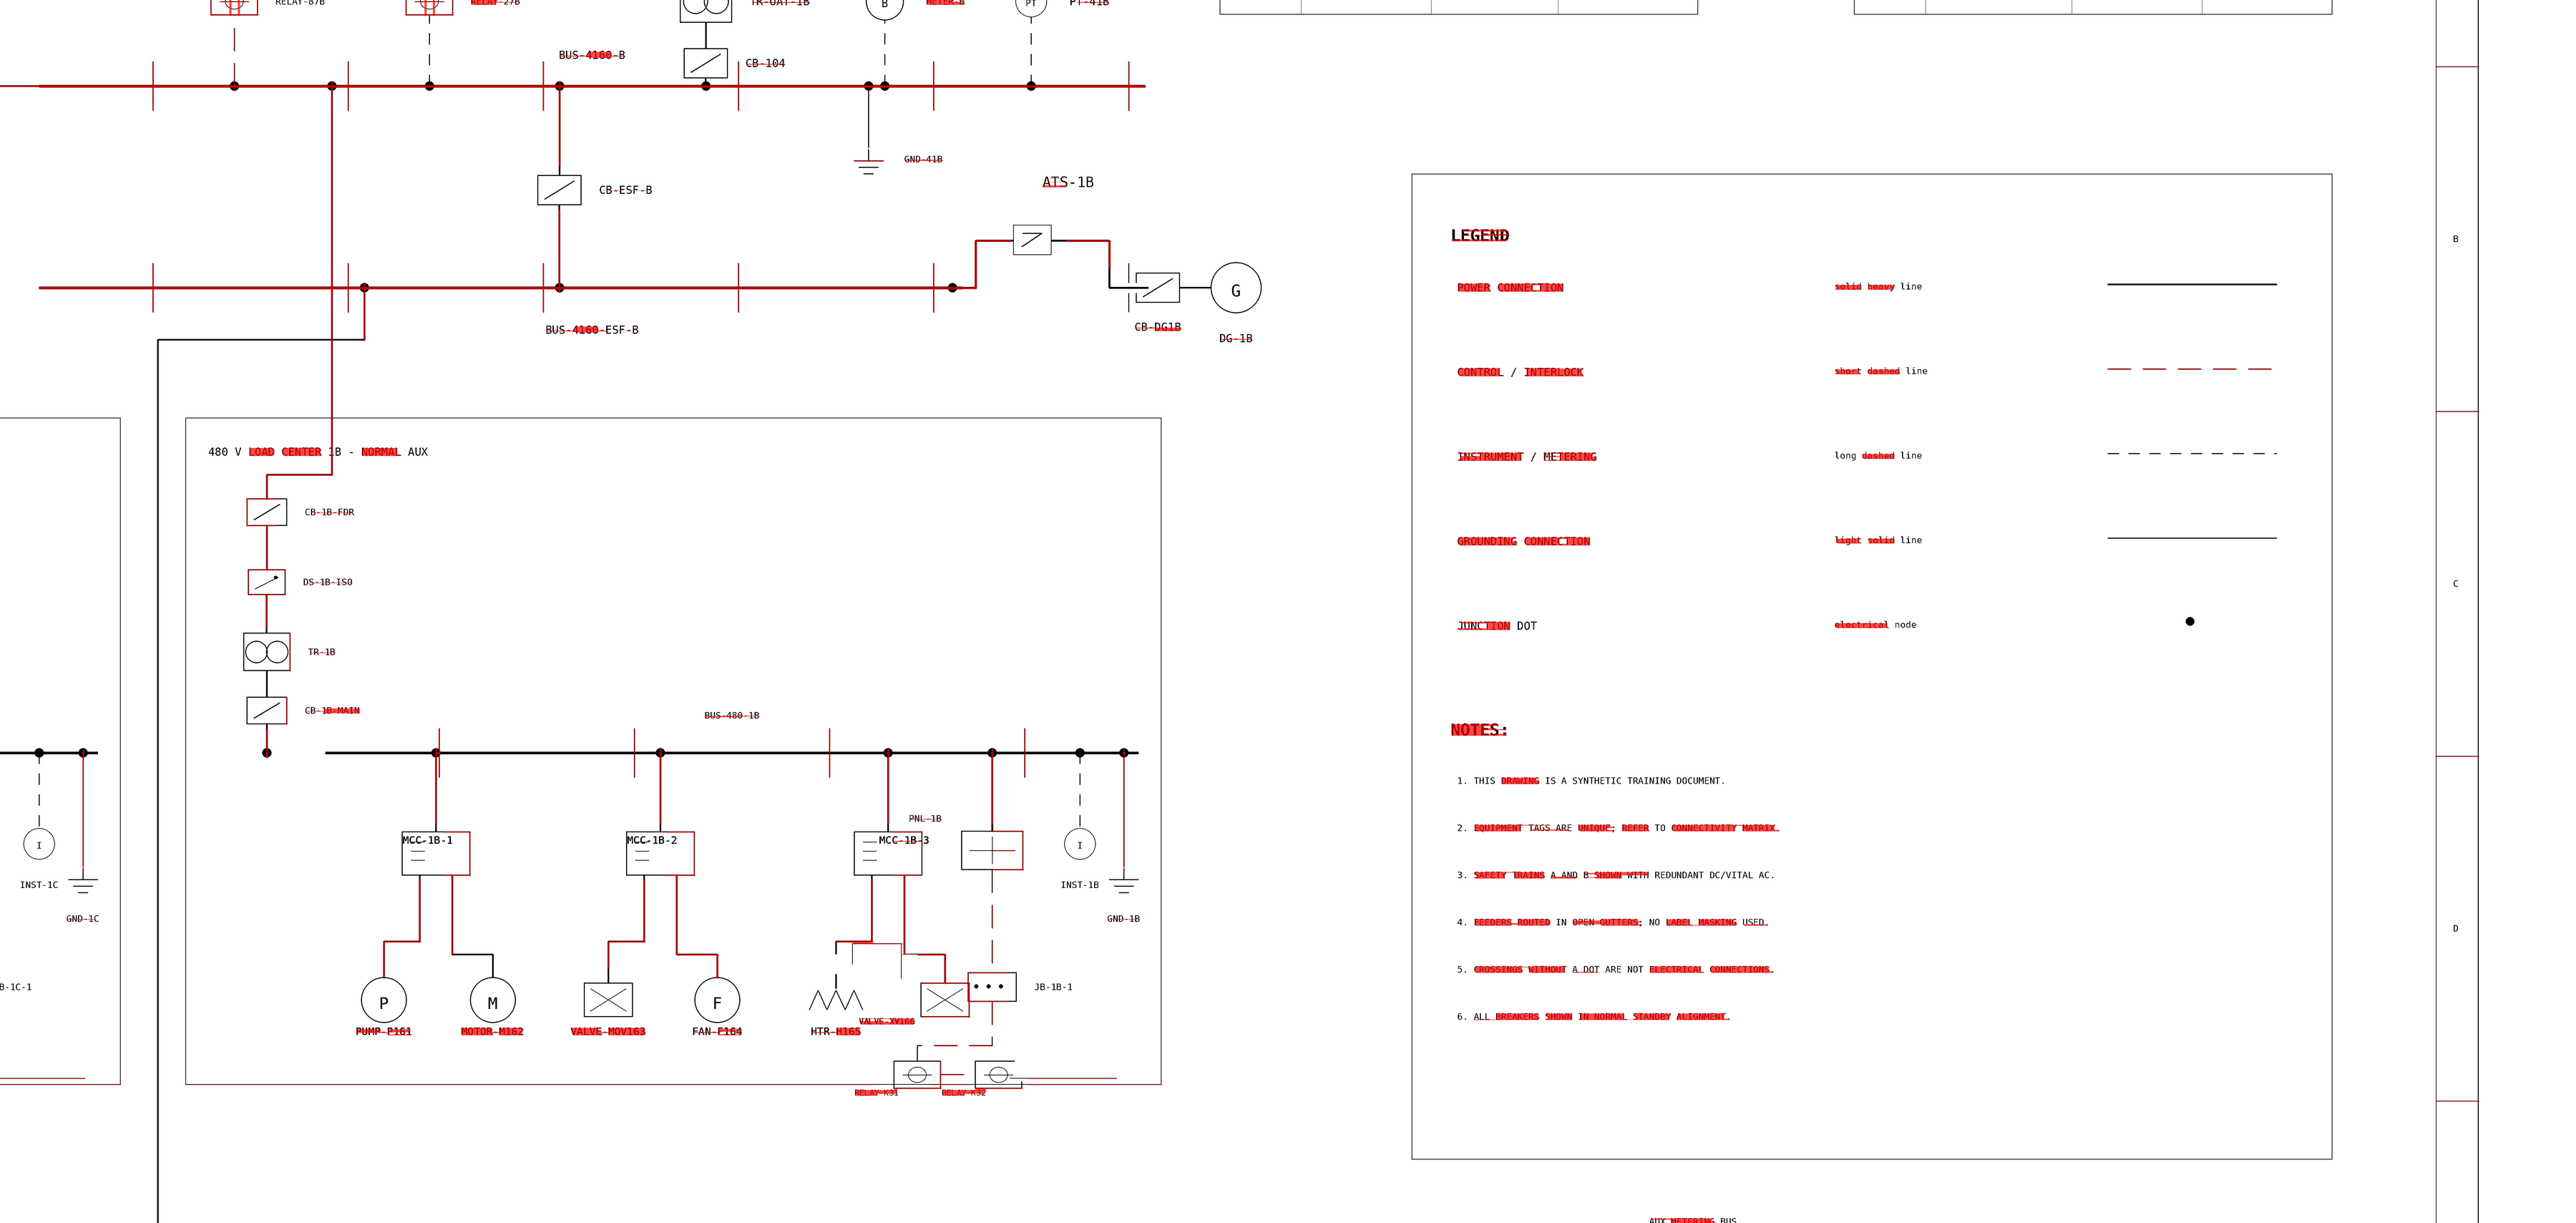 RELAY-87B
RELAY-27B
TR-UAT-1B
B
METER-B
PT
PT-41B
BUS-4160-B
CB-104
GND-41B
CB-ESF-B
ATS-1B
G
BUS-4160-ESF-B
CB-DG1B
DG-1B
480 V LOAD CENTER 1B - NORMAL AUX
CB-1B-FDR
DS-1B-ISO
TR-1B
CB-1B-MAIN
BUS-480-1B
PNL-1B
MCC-1B-1
MCC-1B-2
MCC-1B-3
I
INST-1C
GND-1C
I
INST-1B
GND-1B
B-1C-1
JB-1B-1
P
M
F
PUMP-P161
MOTOR-M162
VALVE-MOV163
FAN-F164
HTR-H165
VALVE-XV166
RELAY-K31
RELAY-K32
LEGEND
POWER CONNECTION solid heavy line
CONTROL / INTERLOCK short dashed line
INSTRUMENT / METERING long dashed line
GROUNDING CONNECTION light solid line
JUNCTION DOT electrical node
NOTES:
1. THIS DRAWING IS A SYNTHETIC TRAINING DOCUMENT.
2. EQUIPMENT TAGS ARE UNIQUE; REFER TO CONNECTIVITY MATRIX.
3. SAFETY TRAINS A AND B SHOWN WITH REDUNDANT DC/VITAL AC.
4. FEEDERS ROUTED IN OPEN GUTTERS; NO LABEL MASKING USED.
5. CROSSINGS WITHOUT A DOT ARE NOT ELECTRICAL CONNECTIONS.
6. ALL BREAKERS SHOWN IN NORMAL STANDBY ALIGNMENT.
B
C
D
AUX METERING BUS